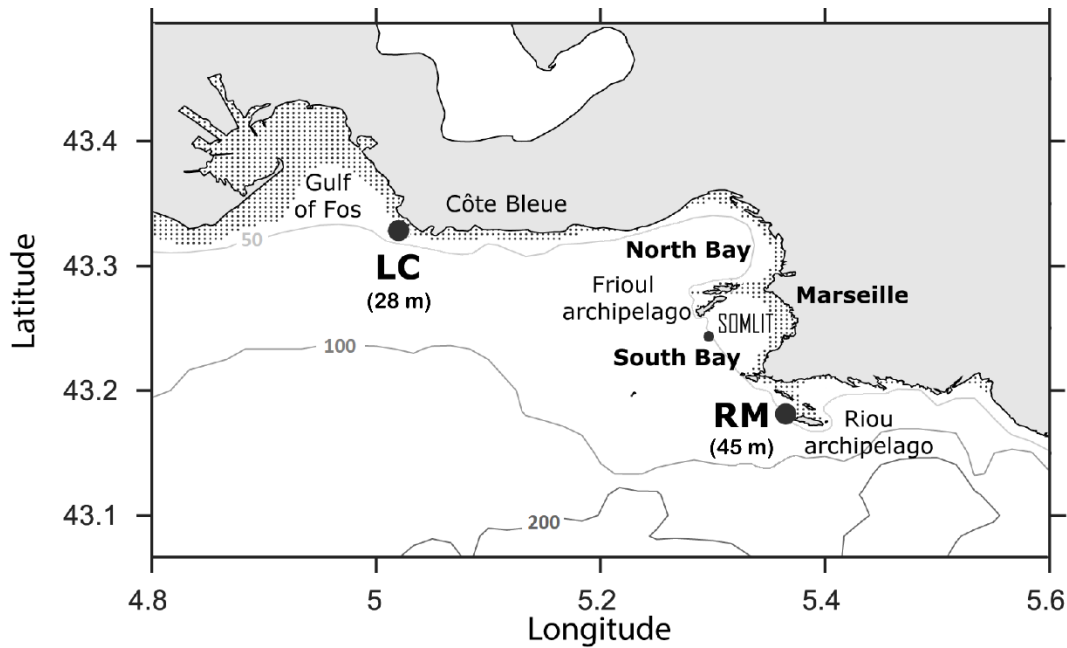 43.4
43.3
43.2
43.1
Latitude
Gulf
of Fos
Côte Bleue
50
LC
(28 m)
North Bay
Frioul
archipelago
Marseille
SOMLIT
South Bay
100
RM
(45 m)
Riou
archipelago
200
4.8
5
5.2
5.4
5.6
Longitude